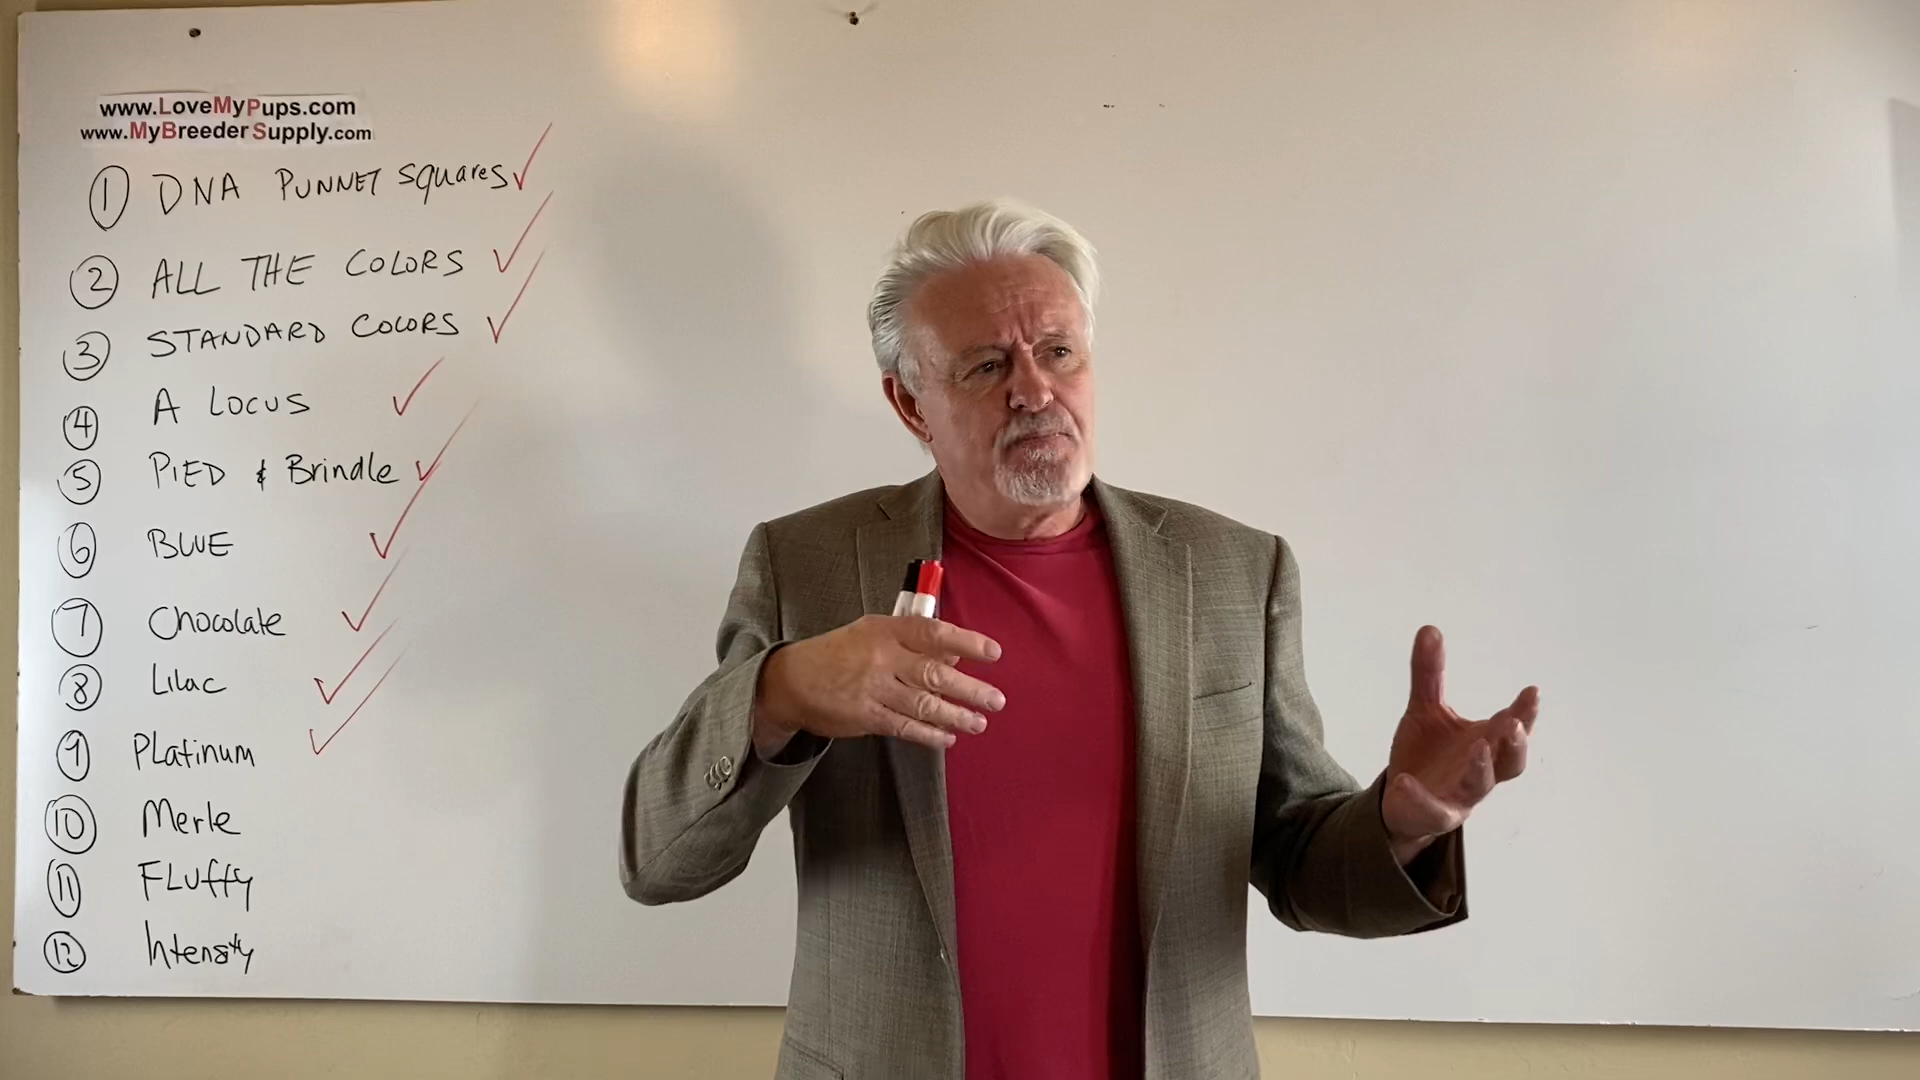 www.LoveMyPups.com
www.MyBreederSupply.com
1 DNA PUNNET Squares ✓
2 ALL THE COLORS ✓
3 STANDARD COLORS ✓
4 A LOCUS ✓
5 PIED & Brindle ✓
6 BLUE ✓
7 Chocolate ✓
8 Lilac ✓
9 PLatinum ✓
10 Merle
11 FLuffy
12 Intensity